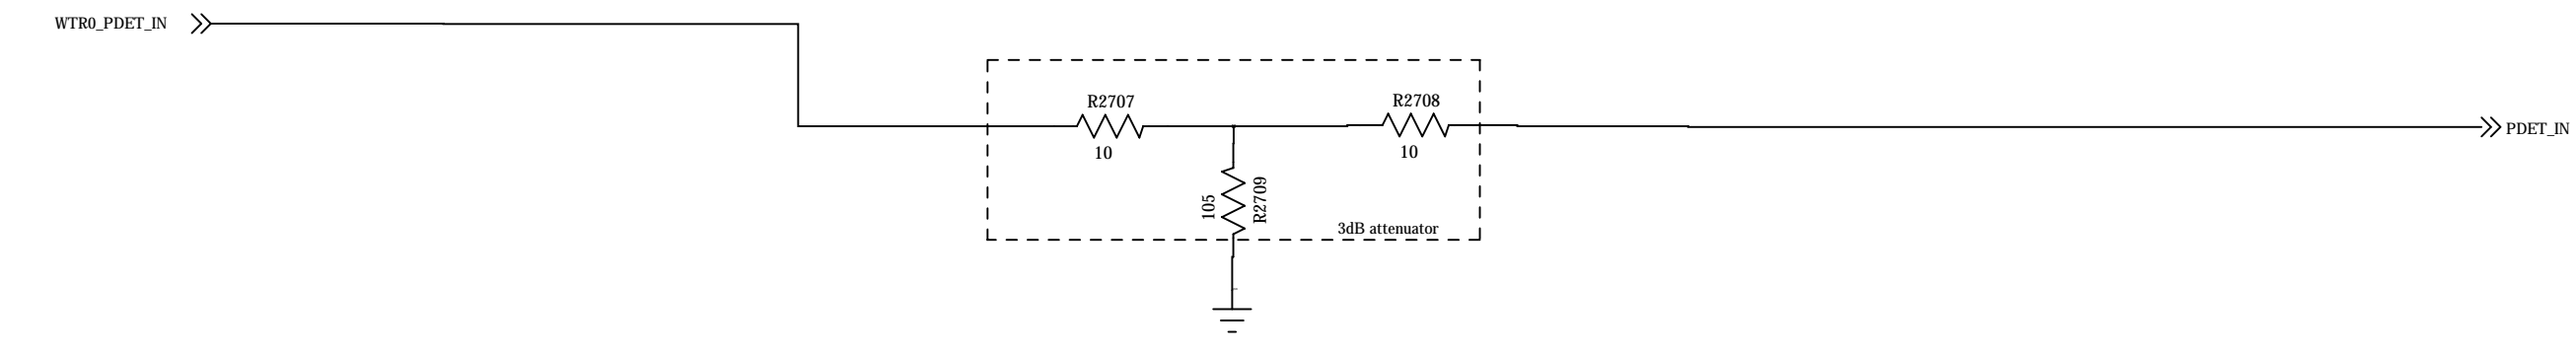 WTR0_PDET_IN
R2707
R2708
PDET_IN
10
10
105
R2709
3dB attenuator